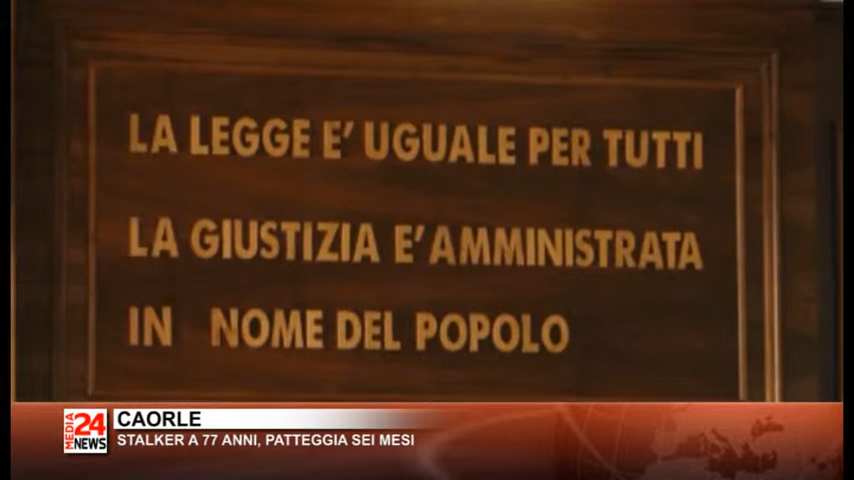 LA LEGGE E' UGUALE PER TUTTI
LA GIUSTIZIA E' AMMINISTRATA
IN NOME DEL POPOLO
MEDIA 24 NEWS
CAORLE
STALKER A 77 ANNI, PATTEGGIA SEI MESI